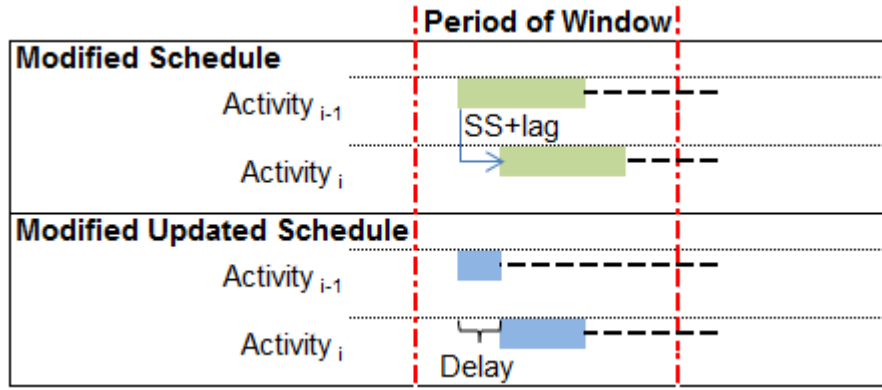 Period of Window
Modified Schedule
Activity i-1
SS+lag
Activity i
Modified Updated Schedule
Activity i-1
Activity i
Delay